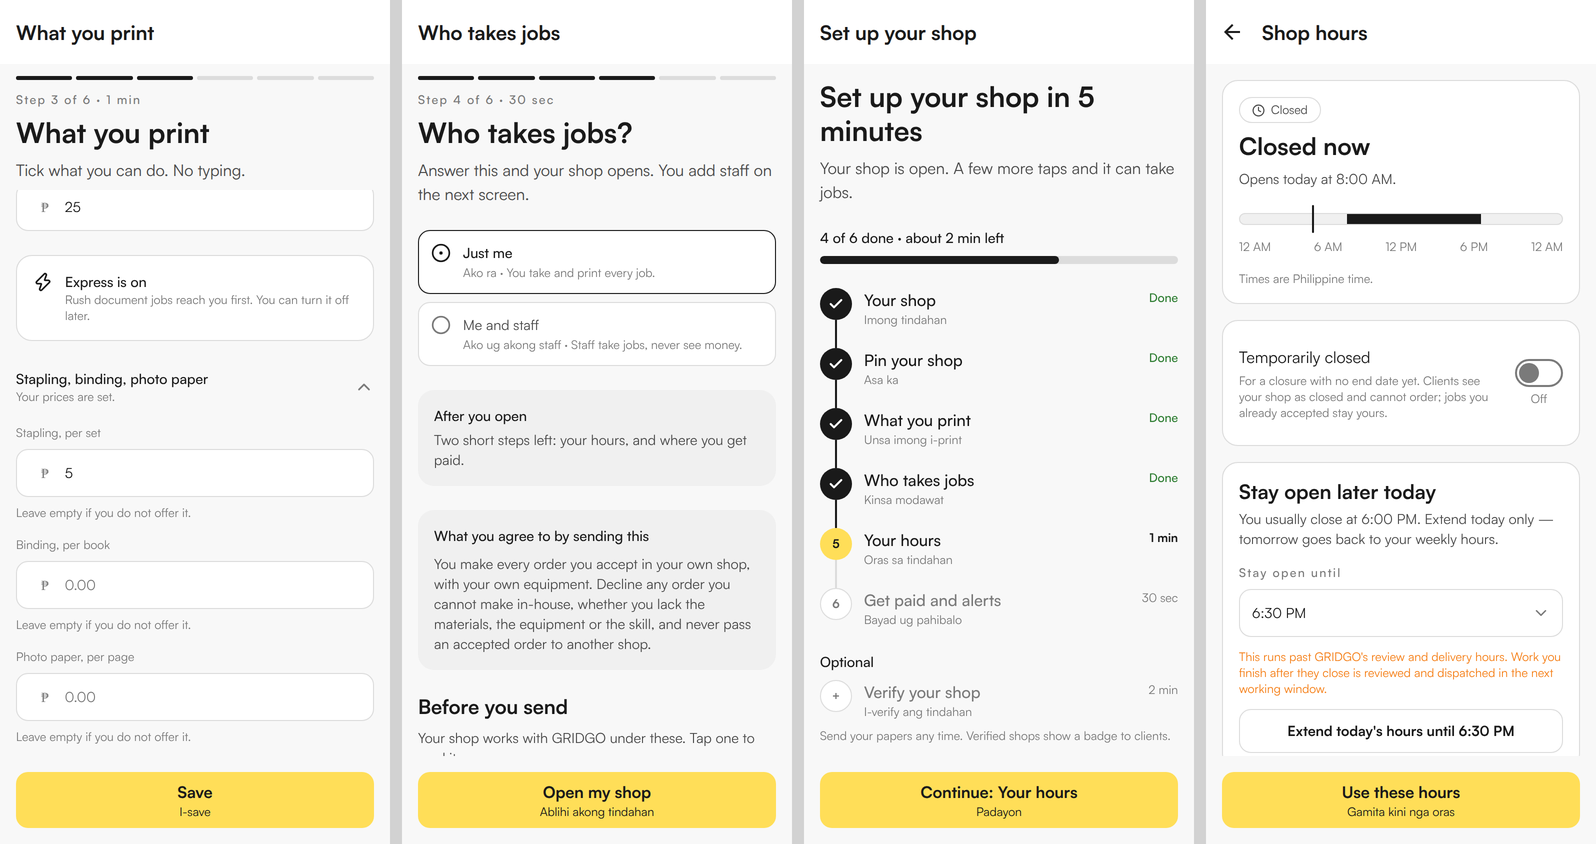 What you print
Step 3 of 6 · 1 min
What you print
Tick what you can do. No typing.
₱ 25
Express is on
Rush document jobs reach you first. You can turn it off
later.
Stapling, binding, photo paper
Your prices are set.
Stapling, per set
₱ 5
Leave empty if you do not offer it.
Binding, per book
₱ 0.00
Leave empty if you do not offer it.
Photo paper, per page
₱ 0.00
Leave empty if you do not offer it.
Save
I-save
Who takes jobs
Step 4 of 6 · 30 sec
Who takes jobs?
Answer this and your shop opens. You add staff on
the next screen.
Just me
Ako ra · You take and print every job.
Me and staff
Ako ug akong staff · Staff take jobs, never see money.
After you open
Two short steps left: your hours, and where you get
paid.
What you agree to by sending this
You make every order you accept in your own shop,
with your own equipment. Decline any order you
cannot make in-house, whether you lack the
materials, the equipment or the skill, and never pass
an accepted order to another shop.
Before you send
Your shop works with GRIDGO under these. Tap one to
Open my shop
Ablihi akong tindahan
Set up your shop
Set up your shop in 5
minutes
Your shop is open. A few more taps and it can take
jobs.
4 of 6 done · about 2 min left
Your shop
Done
Imong tindahan
Pin your shop
Done
Asa ka
What you print
Done
Unsa imong i-print
Who takes jobs
Done
Kinsa modawat
5
Your hours
1 min
Oras sa tindahan
6
Get paid and alerts
30 sec
Bayad ug pahibalo
Optional
+
Verify your shop
2 min
I-verify ang tindahan
Send your papers any time. Verified shops show a badge to clients.
Continue: Your hours
Padayon
Shop hours
Closed
Closed now
Opens today at 8:00 AM.
12 AM 6 AM 12 PM 6 PM 12 AM
Times are Philippine time.
Temporarily closed
For a closure with no end date yet. Clients see
your shop as closed and cannot order; jobs you
already accepted stay yours.
Off
Stay open later today
You usually close at 6:00 PM. Extend today only —
tomorrow goes back to your weekly hours.
Stay open until
6:30 PM
This runs past GRIDGO's review and delivery hours. Work you
finish after they close is reviewed and dispatched in the next
working window.
Extend today's hours until 6:30 PM
Use these hours
Gamita kini nga oras